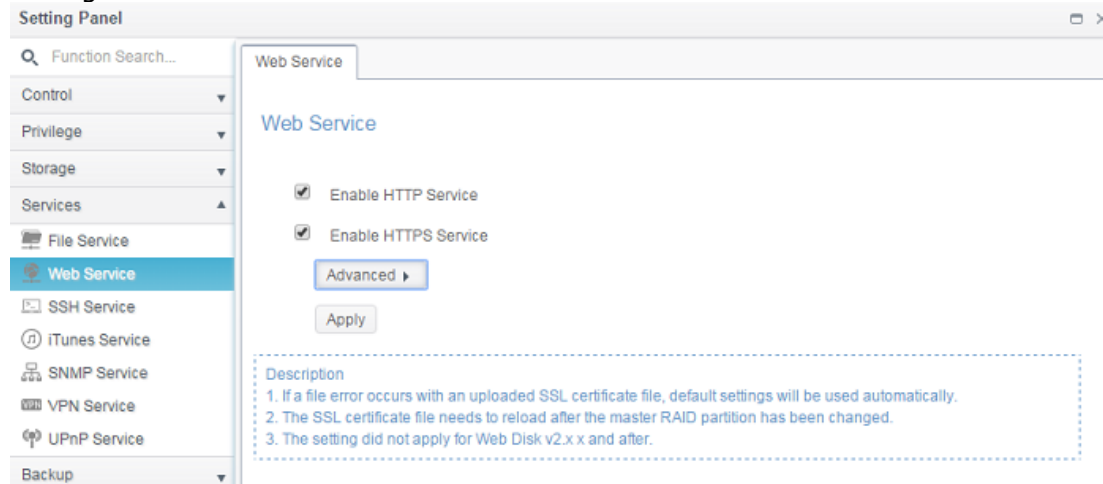 Setting Panel
Function Search...
Control
Privilege
Storage
Services
File Service
Web Service
SSH Service
iTunes Service
SNMP Service
VPN Service
UPnP Service
Backup
Web Service
Web Service
Enable HTTP Service
Enable HTTPS Service
Advanced
Apply
Description
1. If a file error occurs with an uploaded SSL certificate file, default settings will be used automatically.
2. The SSL certificate file needs to reload after the master RAID partition has been changed.
3. The setting did not apply for Web Disk v2.x x and after.